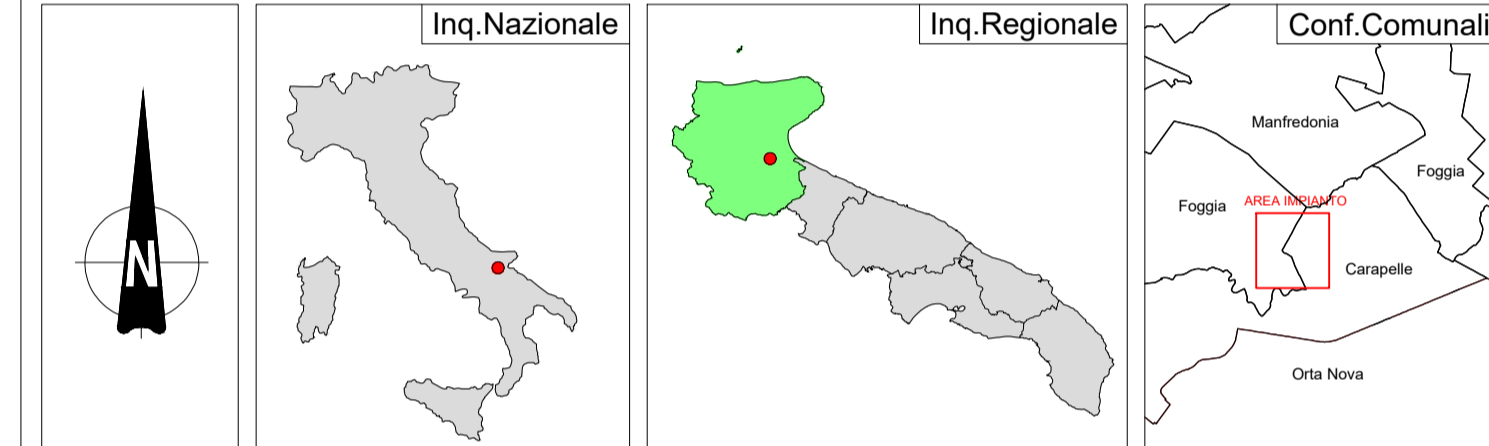 N
Inq.Nazionale
Inq.Regionale
Conf.Comunali
Manfredonia
Foggia
Foggia
AREA IMPIANTO
Carapelle
Orta Nova